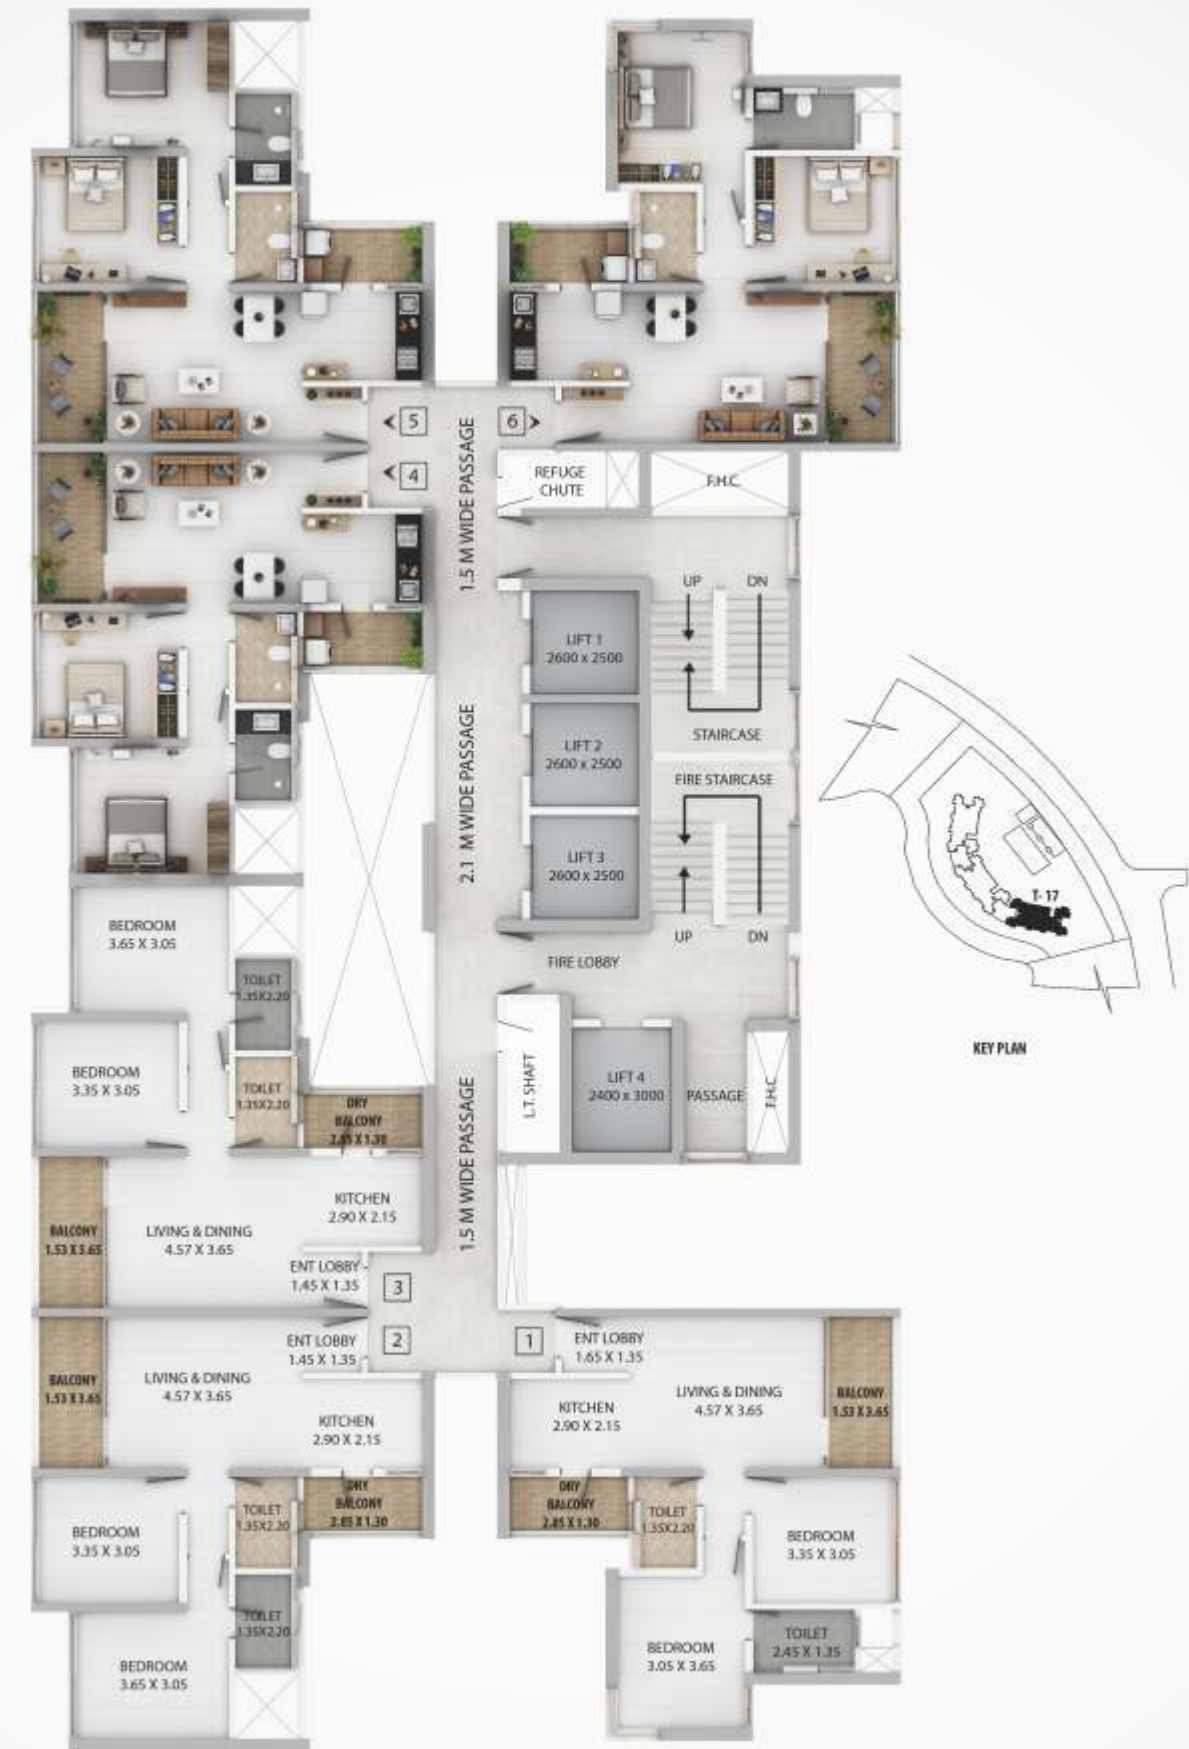 5
6
4
1.5 M WIDE PASSAGE
REFUGE
CHUTE
F.H.C.
UP
DN
LIFT 1
2600 x 2500
2.1 M WIDE PASSAGE
LIFT 2
2600 x 2500
STAIRCASE
FIRE STAIRCASE
LIFT 3
2600 x 2500
UP
DN
FIRE LOBBY
T- 17
KEY PLAN
BEDROOM
3.65 X 3.05
TOILET
1.35X2.20
BEDROOM
3.35 X 3.05
TOILET
1.35X2.20
DRY
BALCONY
L.T. SHAFT
LIFT 4
2400 x 3000
PASSAGE
F.H.C.
1.5 M WIDE PASSAGE
KITCHEN
2.90 X 2.15
BALCONY
1.53 X 3.65
LIVING & DINING
4.57 X 3.65
ENT LOBBY
1.45 X 1.35
3
ENT LOBBY
1.45 X 1.35
2
1
ENT LOBBY
1.65 X 1.35
BALCONY
1.53 X 3.65
LIVING & DINING
4.57 X 3.65
KITCHEN
2.90 X 2.15
KITCHEN
2.90 X 2.15
LIVING & DINING
4.57 X 3.65
BALCONY
1.53 X 3.65
BEDROOM
3.35 X 3.05
TOILET
1.35X2.20
DRY
BALCONY
2.85 X 1.30
DRY
BALCONY
2.85 X 1.30
TOILET
1.35X2.20
BEDROOM
3.35 X 3.05
TOILET
1.35X2.20
BEDROOM
3.65 X 3.05
BEDROOM
3.05 X 3.65
TOILET
2.45 X 1.35